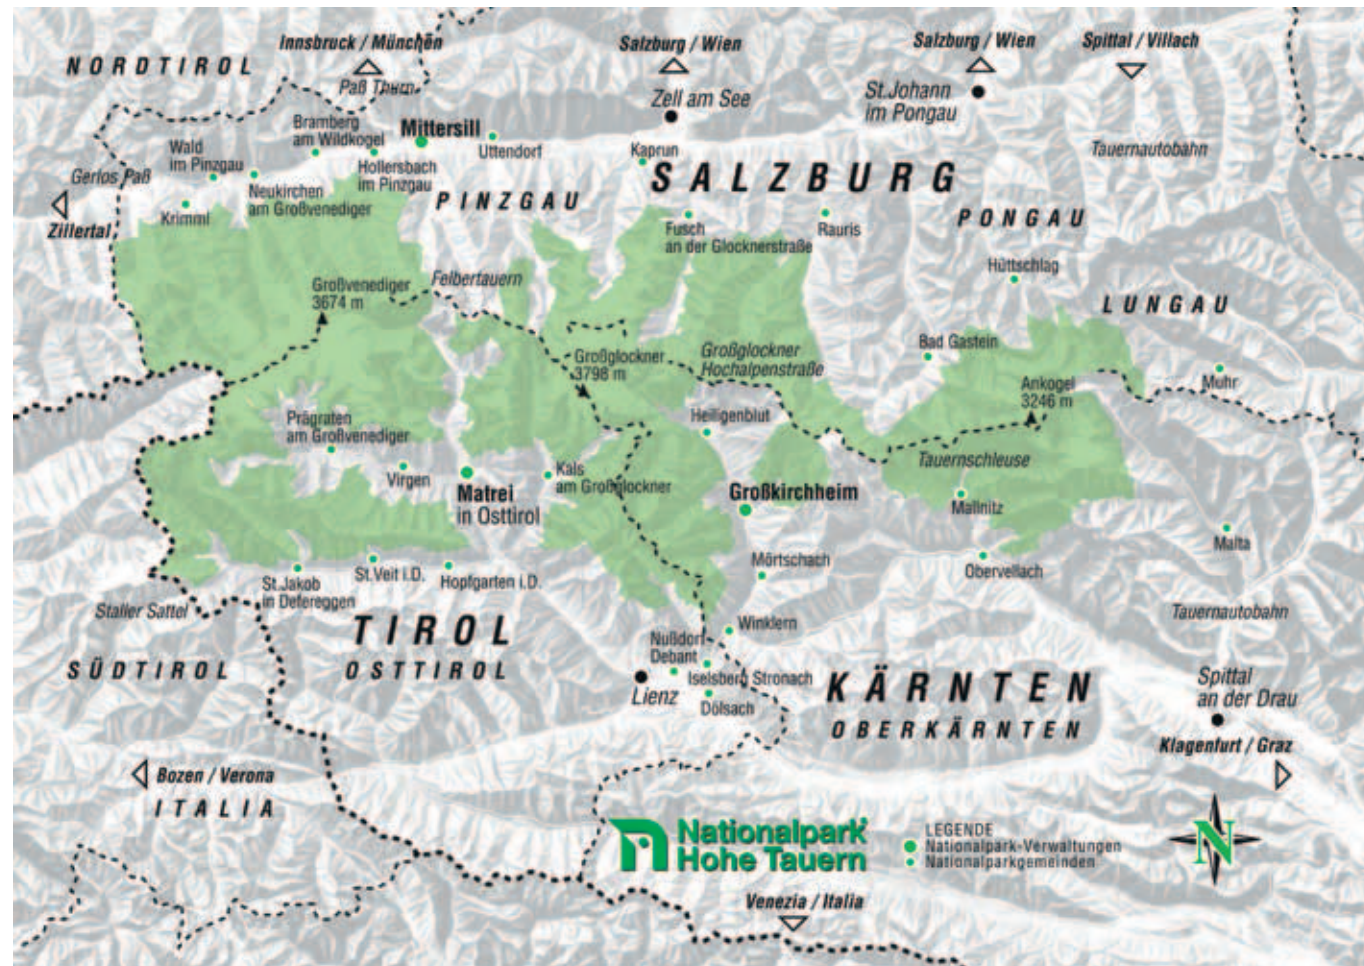 Innsbruck / München
Salzburg / Wien
Salzburg / Wien
Spittal / Villach
NORDTIROL
Paß Thurn
Zell am See
St.Johann
im Pongau
Bramberg
am Wildkogel
Mittersill
Uttendorf
Kaprun
Tauernautobahn
Wald
im Pinzgau
Hollersbach
im Pinzgau
SALZBURG
Gerlos Paß
Neukirchen
am Großvenediger
PINZGAU
PONGAU
Krimml
Zillertal
Fusch
an der Glocknerstraße
Rauris
Hüttschlag
Großvenediger
3674 m
Felbertauern
LUNGAU
Großglockner
3798 m
Großglockner
Hochalpenstraße
Bad Gastein
Ankogel
3246 m
Muhr
Prägraten
am Großvenediger
Heiligenblut
Virgen
Matrei
in Osttirol
Kals
am Großglockner
Tauernschleuse
Großkirchheim
Mallnitz
Malta
St.Jakob
in Defereggen
St.Veit i.D.
Hopfgarten i.D.
Mörtschach
Obervellach
Staller Sattel
TIROL
OSTTIROL
Winklern
Tauernautobahn
SÜDTIROL
Nußdorf
Debant
Iselsberg Stronach
Lienz
Dölsach
KÄRNTEN
OBERKÄRNTEN
Spittal
an der Drau
Klagenfurt / Graz
Bozen / Verona
ITALIA
Nationalpark
Hohe Tauern
LEGENDE
Nationalpark-Verwaltungen
Nationalparkgemeinden
N
Venezia / Italia